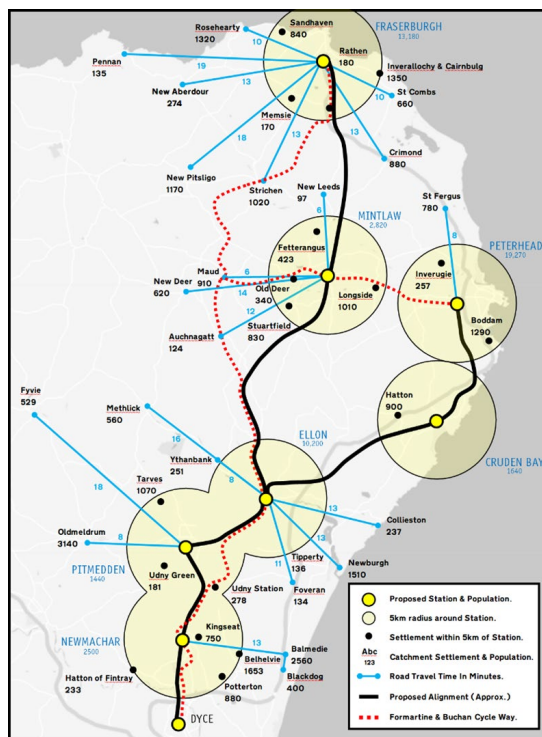 Sandhaven
840
FRASERBURGH
13,180
Rosehearty
1320
10
Rathen
180
Pennan
135
19
Inverallochy & Cairnbulg
1350
13
New Aberdour
274
10
St Combs
660
Memsie
170
13
13
18
Crimond
880
New Pitsligo
1170
Strichen
1020
New Leeds
97
St Fergus
780
6
MINTLAW
2,820
8
PETERHEAD
19,270
Fetterangus
423
Inverugie
257
Maud
910
6
New Deer
620
14
Old Deer
340
Longside
1010
12
Stuartfield
830
Boddam
1290
Auchnagatt
124
Fyvie
529
Methlick
560
Hatton
900
16
ELLON
10,200
CRUDEN BAY
1640
Ythanbank
251
8
18
Tarves
1070
13
Collieston
237
Oldmeldrum
3140
8
13
11
Tipperty
136
Newburgh
1510
PITMEDDEN
1440
Udny Green
181
Foveran
134
Udny Station
278
NEWMACHAR
2500
Kingseat
750
13
Balmedie
2560
Belhelvie
1653
Hatton of Fintray
233
Potterton
880
Blackdog
400
DYCE
Proposed Station & Population.
5km radius around Station.
Settlement within 5km of Station.
Abc
123
Catchment Settlement & Population.
Road Travel Time In Minutes.
Proposed Alignment (Approx.)
Formartine & Buchan Cycle Way.